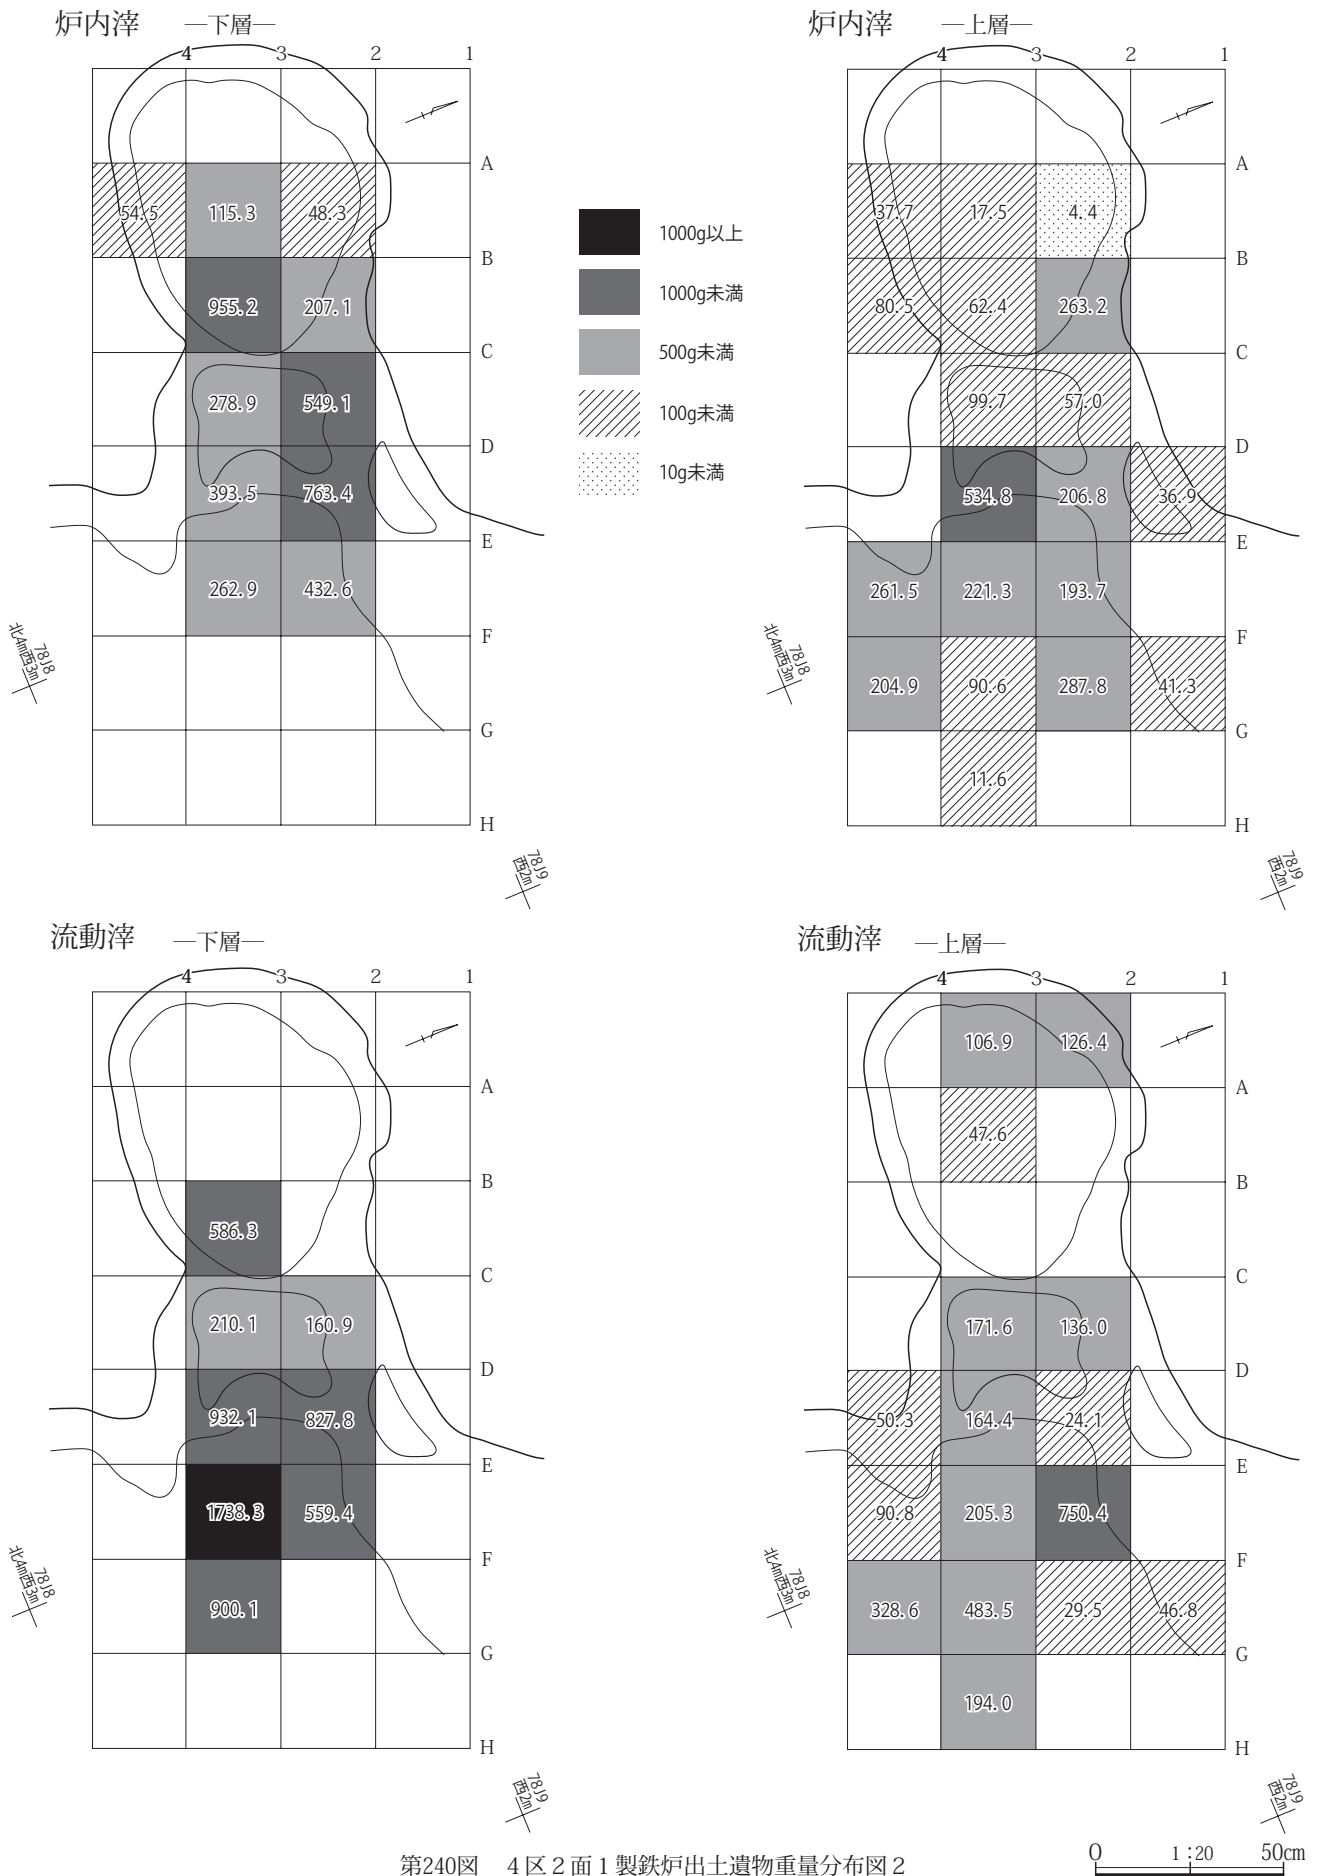 炉内滓 ―下層―
4 3 2 1
A
54.5 115.3 48.3
B
955.2 207.1
C
278.9 549.1
D
393.5 763.4
E
262.9 432.6
F
78J8
北4m西3m
G
H
78J9
西2m
1000g以上
1000g未満
500g未満
100g未満
10g未満
炉内滓 ―上層―
4 3 2 1
A
37.7 17.5 4.4
B
80.5 62.4 263.2
C
99.7 57.0
D
534.8 206.8 36.9
E
261.5 221.3 193.7
F
78J8
北4m西3m
204.9 90.6 287.8 41.3
G
11.6
H
78J9
西2m
流動滓 ―下層―
4 3 2 1
A
B
586.3
C
210.1 160.9
D
932.1 827.8
E
1738.3 559.4
F
78J8
北4m西3m
900.1
G
H
78J9
西2m
流動滓 ―上層―
4 3 2 1
106.9 126.4
A
47.6
B
C
171.6 136.0
D
50.3 164.4 24.1
E
90.8 205.3 750.4
F
78J8
北4m西3m
328.6 483.5 29.5 46.8
G
194.0
H
78J9
西2m
0 1:20 50cm
第240図 4区2面1製鉄炉出土遺物重量分布図2